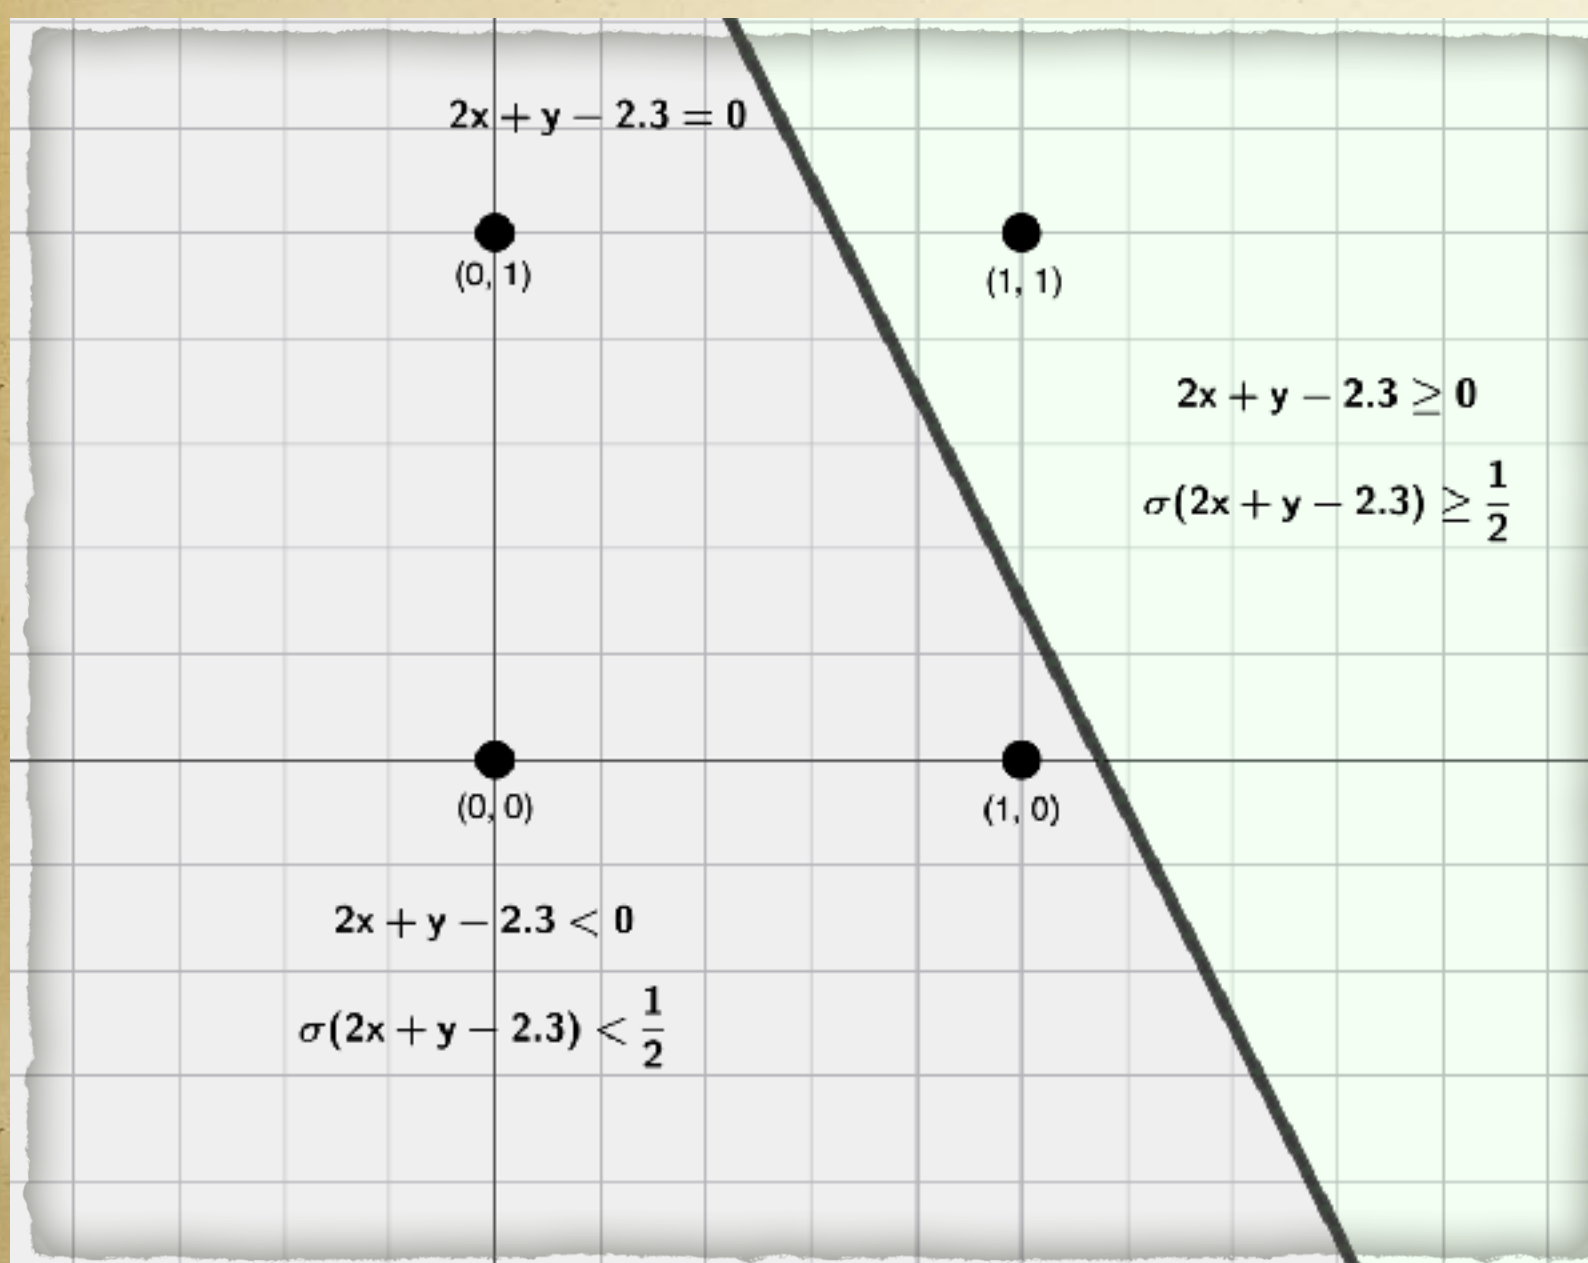 2x + y − 2.3 = 0
(0, 1)
(1, 1)
2x + y − 2.3 ≥ 0
σ(2x + y − 2.3) ≥ 1/2
(0, 0)
(1, 0)
2x + y − 2.3 < 0
σ(2x + y − 2.3) < 1/2